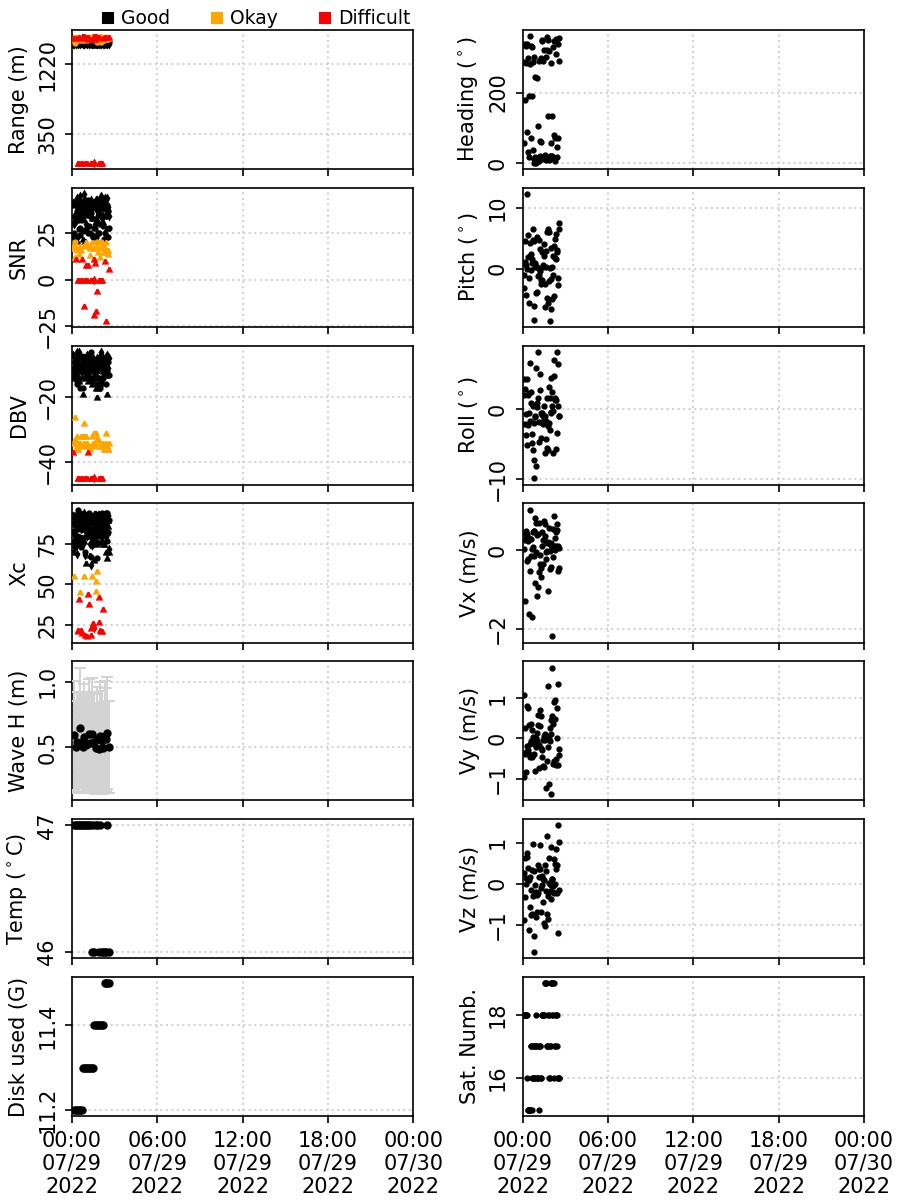 Good Okay Difficult
Range (m)
1220
350
Heading (°)
200
0
SNR
25
0
−25
Pitch (°)
10
0
DBV
−20
−40
Roll (°)
0
−10
Xc
75
50
25
Vx (m/s)
0
−2
Wave H (m)
1.0
0.5
Vy (m/s)
1
0
−1
Temp (°C)
47
46
Vz (m/s)
1
0
−1
Disk used (G)
11.4
11.2
Sat. Numb.
18
16
00:00 06:00 12:00 18:00 00:00
07/29 07/29 07/29 07/29 07/30
2022 2022 2022 2022 2022
00:00 06:00 12:00 18:00 00:00
07/29 07/29 07/29 07/29 07/30
2022 2022 2022 2022 2022